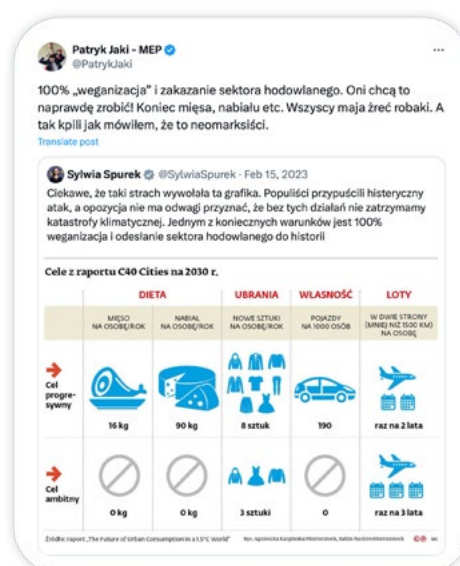 Patryk Jaki - MEP
@PatrykJaki
100% „weganizacja” i zakazanie sektora hodowlanego. Oni chcą to
naprawdę zrobić! Koniec mięsa, nabiału etc. Wszyscy maja żreć robaki. A
tak kpili jak mówiłem, że to neomarksiści.
Translate post
Sylwia Spurek @SylwiaSpurek · Feb 15, 2023
Ciekawe, że taki strach wywołała ta grafika. Populiści przypuścili histeryczny
atak, a opozycja nie ma odwagi przyznać, że bez tych działań nie zatrzymamy
katastrofy klimatycznej. Jednym z koniecznych warunków jest 100%
weganizacja i odesłanie sektora hodowlanego do historii
Cele z raportu C40 Cities na 2030 r.
DIETA UBRANIA WŁASNOŚĆ LOTY
MIĘSO NABIAŁ NOWE SZTUKI POJAZDY W DWIE STRONY
NA OSOBĘ/ROK NA OSOBĘ/ROK NA OSOBĘ/ROK NA 1000 OSÓB (MNIEJ NIŻ 1500 KM)
NA OSOBĘ
Cel
progre-
sywny
16 kg 90 kg 8 sztuk 190 raz na 2 lata
Cel
ambitny
0 kg 0 kg 3 sztuki 0 raz na 3 lata
Źródło: raport „The Future of Urban Consumption in a 1.5°C World”